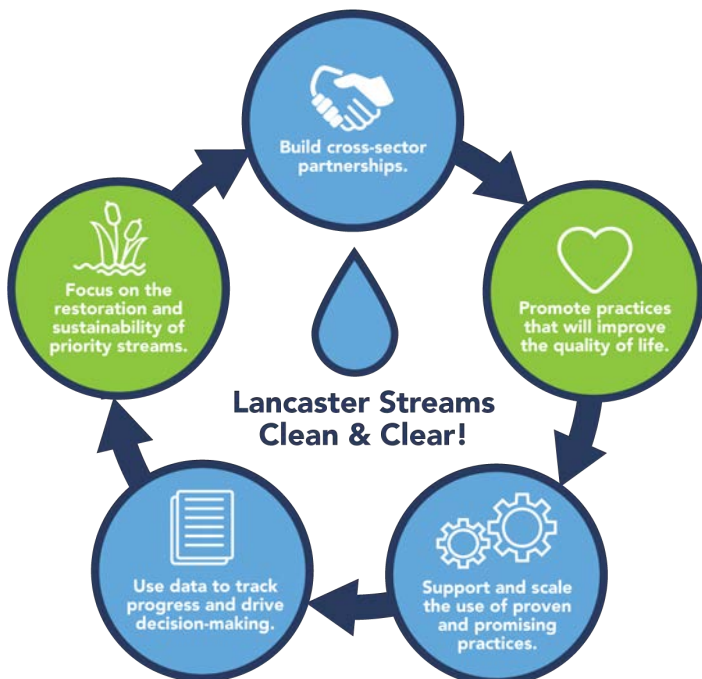 Build cross-sector
partnerships.
Promote practices
that will improve
the quality of life.
Support and scale
the use of proven
and promising
practices.
Use data to track
progress and drive
decision-making.
Focus on the
restoration and
sustainability of
priority streams.
Lancaster Streams
Clean & Clear!